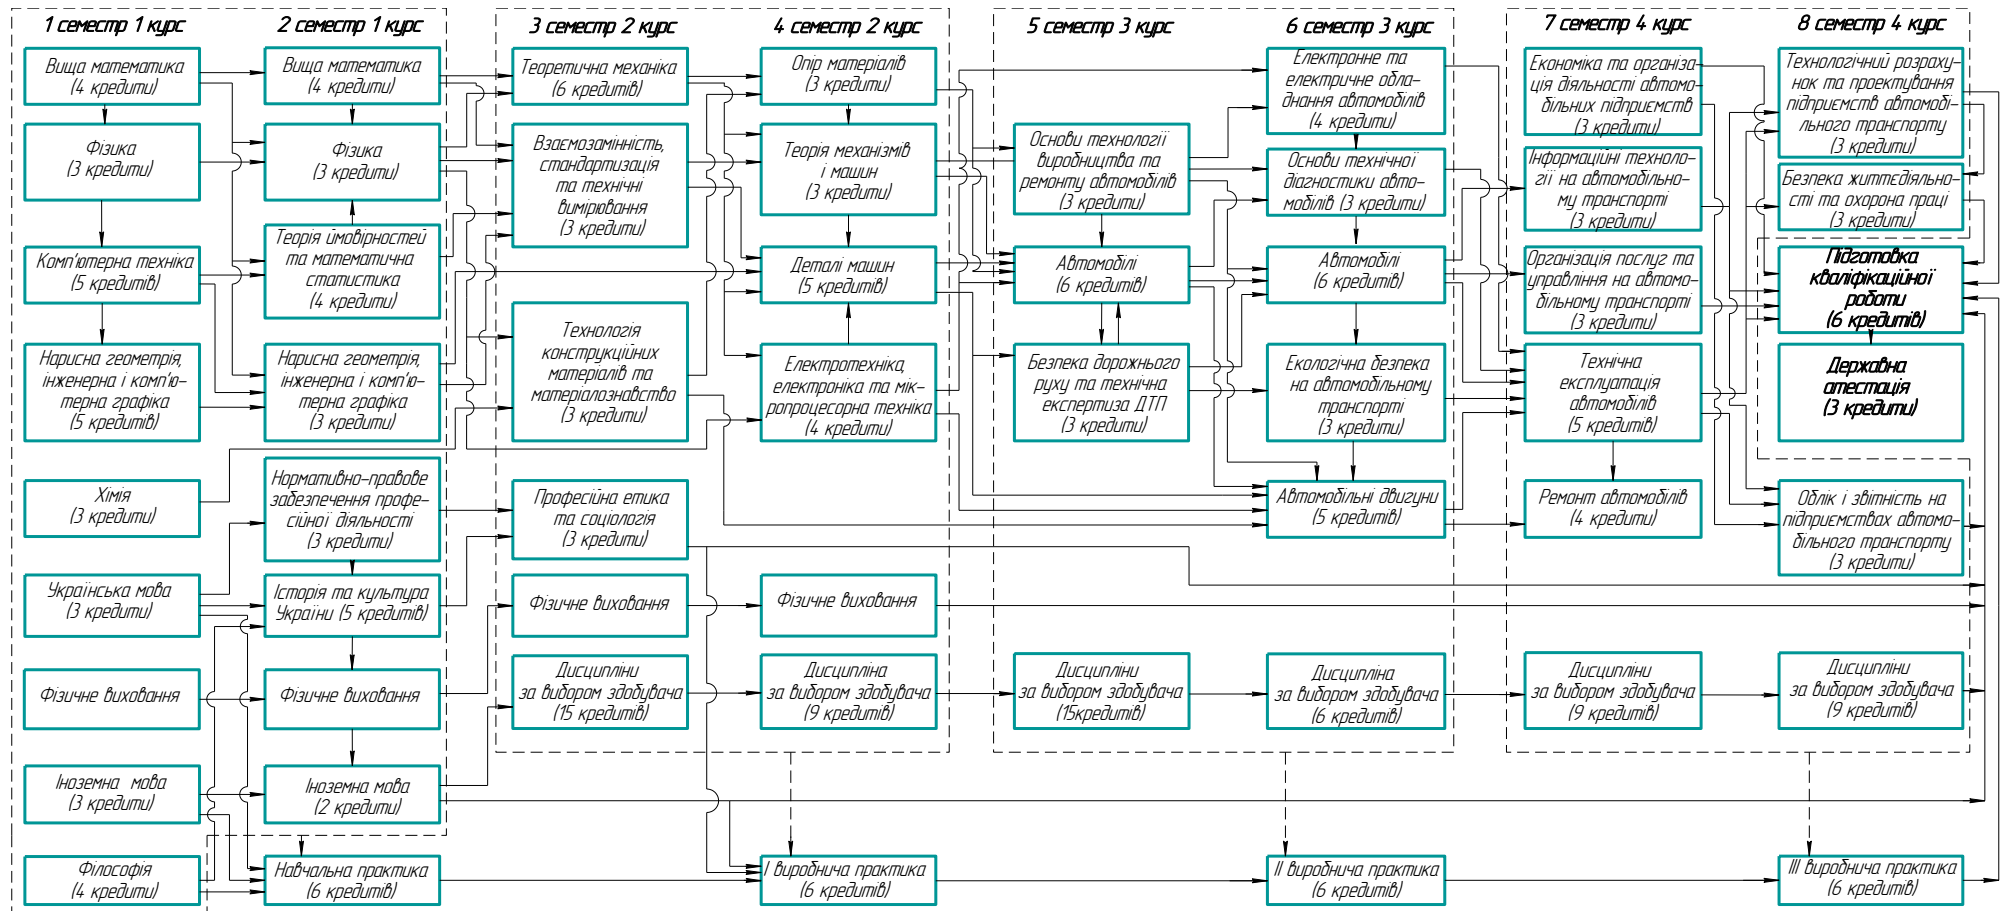 1 семестр 1 курс
Вища математика
(4 кредити)
Фізика
(3 кредити)
Комп'ютерна техніка
(5 кредитів)
Нарисна геометрія,
інженерна і комп'ю-
терна графіка
(5 кредитів)
Хімія
(3 кредити)
Українська мова
(3 кредити)
Фізичне виховання
Іноземна мова
(3 кредити)
Філософія
(4 кредити)
2 семестр 1 курс
Вища математика
(4 кредити)
Фізика
(3 кредити)
Теорія ймовірностей
та математична
статистика
(4 кредити)
Нарисна геометрія,
інженерна і комп'ю-
терна графіка
(3 кредити)
Нормативно-правове
забезпечення профе-
сійної діяльності
(3 кредити)
Історія та культура
України (5 кредитів)
Фізичне виховання
Іноземна мова
(2 кредити)
Навчальна практика
(6 кредитів)
3 семестр 2 курс
Теоретична механіка
(6 кредитів)
Взаємозамінність,
стандартизація
та технічні
вимірювання
(3 кредити)
Технологія
конструкційних
матеріалів та
матеріалознавство
(3 кредити)
Професійна етика
та соціологія
(3 кредити)
Фізичне виховання
Дисципліни
за вибором здобувача
(15 кредитів)
4 семестр 2 курс
Опір матеріалів
(3 кредити)
Теорія механізмів
і машин
(3 кредити)
Деталі машин
(5 кредитів)
Електротехніка,
електроніка та мік-
ропроцесорна техніка
(4 кредити)
Фізичне виховання
Дисципліна
за вибором здобувача
(9 кредитів)
І виробнича практика
(6 кредитів)
5 семестр 3 курс
Основи технології
виробництва та
ремонту автомобілів
(3 кредити)
Автомобілі
(6 кредитів)
Безпека дорожнього
руху та технічна
експертиза ДТП
(3 кредити)
Дисципліни
за вибором здобувача
(15кредитів)
6 семестр 3 курс
Електронне та
електричне обла-
днання автомобілів
(4 кредити)
Основи технічної
діагностики авто-
мобілів (3 кредити)
Автомобілі
(6 кредитів)
Екологічна безпека
на автомобільному
транспорті
(3 кредити)
Автомобільні двигуни
(5 кредитів)
Дисципліна
за вибором здобувача
(6 кредитів)
ІІ виробнича практика
(6 кредитів)
7 семестр 4 курс
Економіка та організа-
ція діяльності автомо-
більних підприємств
(3 кредити)
Інформаційні техноло-
гії на автомобільно-
му транспорті
(3 кредити)
Організація послуг та
управління на автомо-
більному транспорті
(3 кредити)
Технічна
експлуатація
автомобілів
(5 кредитів)
Ремонт автомобілів
(4 кредити)
Дисципліни
за вибором здобувача
(9 кредитів)
8 семестр 4 курс
Технологічний розраху-
нок та проектування
підприємств автомобі-
льного транспорту
(3 кредити)
Безпека життєдіяльно-
сті та охорона праці
(3 кредити)
Підготовка
кваліфікаційної
роботи
(6 кредитів)
Державна
атестація
(3 кредити)
Облік і звітність на
підприємствах автомо-
більного транспорту
(3 кредити)
Дисципліни
за вибором здобувача
(9 кредитів)
ІІІ виробнича практика
(6 кредитів)